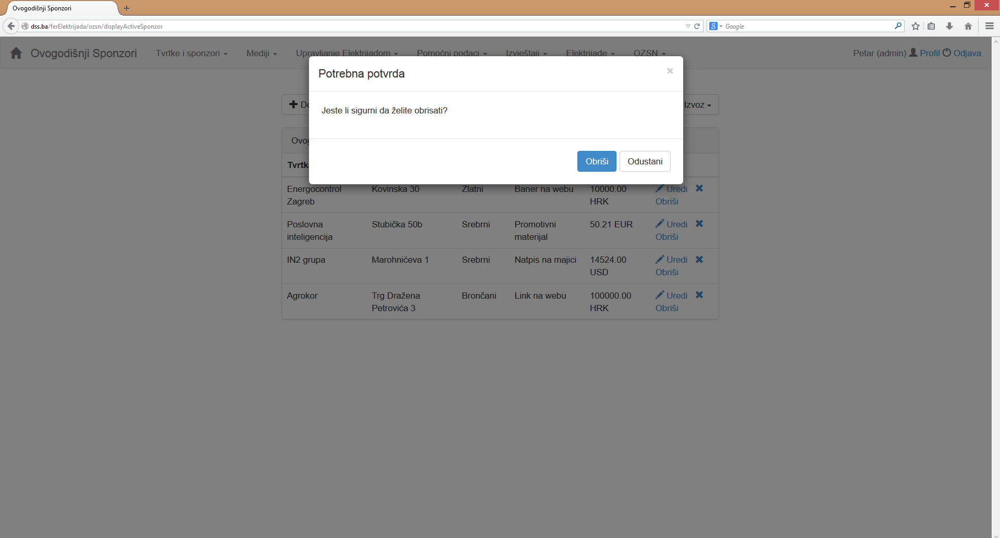 Ovogodišnji Sponzori
dss.ba/ferElektrijada/ozsn/displayActiveSponzor
Google
Ovogodišnji Sponzori Tvrtke i sponzori Mediji Upravljanje Elektrijadom Pomoćni podaci Izvještaji Elektrijade OZSN Petar (admin) Profil Odjava
Potrebna potvrda ×
Jeste li sigurni da želite obrisati?
Obriši Odustani
Izvoz
Energocontrol Zagreb Kovinska 30 Zlatni Baner na webu 10000.00 HRK Uredi Obriši
Poslovna inteligencija Stubička 50b Srebrni Promotivni materijal 50.21 EUR Uredi Obriši
IN2 grupa Marohnićeva 1 Srebrni Natpis na majici 14524.00 USD Uredi Obriši
Agrokor Trg Dražena Petrovića 3 Brončani Link na webu 100000.00 HRK Uredi Obriši